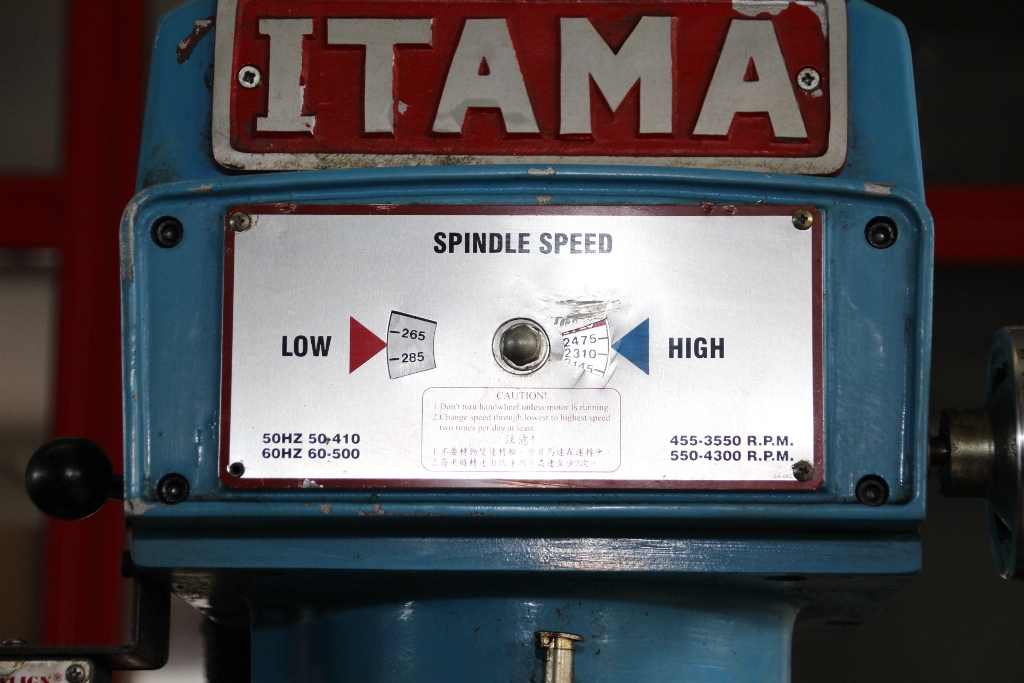 ITAMA
SPINDLE SPEED
LOW
265
285
2475
2310
2145
HIGH
CAUTION!
1.Don't turn handwheel unless motor is running
2.Change speed through lowest to highest speed
two times per day at least.
注意!
50HZ 50-410
60HZ 60-500
455-3550 R.P.M.
550-4300 R.P.M.
LIGN®